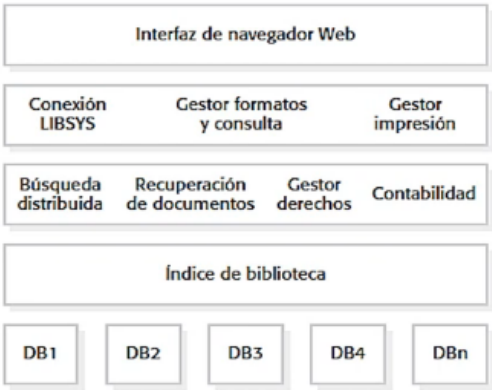 Interfaz de navegador Web
Conexión Gestor formatos Gestor
LIBSYS y consulta impresión
Búsqueda Recuperación Gestor Contabilidad
distribuida de documentos derechos
Índice de biblioteca
DB1 DB2 DB3 DB4 DBn